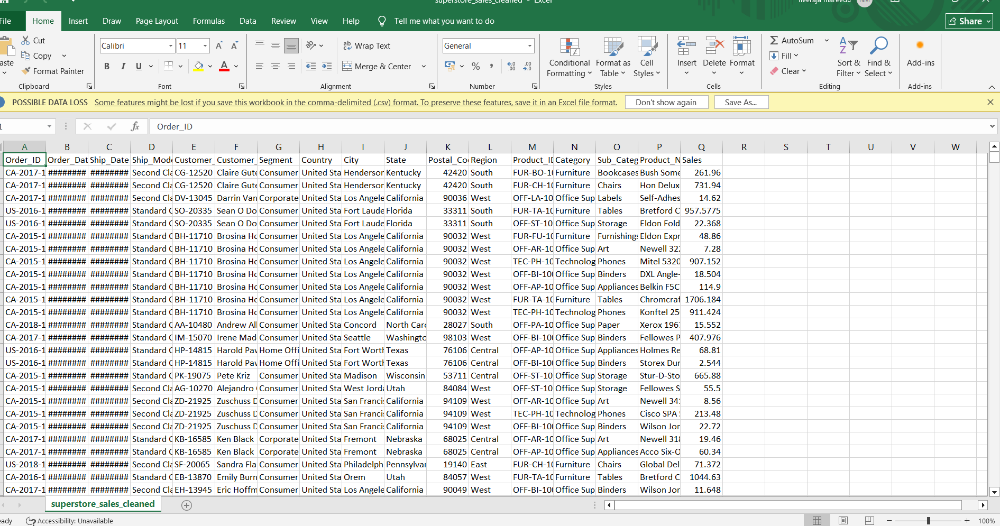 superstore_sales_cleaned - Excel
neeraja mareedu NM
File Home Insert Draw Page Layout Formulas Data Review View Help Tell me what you want to do Share
Cut
Copy
Format Painter
Clipboard
Calibri 11
B I U A
Font
Wrap Text
Merge & Center
Alignment
General
% ,
Number
Conditional Formatting
Format as Table
Cell Styles
Styles
Insert Delete Format
Cells
AutoSum
Fill
Clear
Sort & Filter
Find & Select
Editing
Add-ins
Add-ins
POSSIBLE DATA LOSS Some features might be lost if you save this workbook in the comma-delimited (.csv) format. To preserve these features, save it in an Excel file format. Don't show again Save As...
fx Order_ID
A B C D E F G H I J K L M N O P Q R S T U V W
Order_ID Order_Dat Ship_Date Ship_Mode Customer_ Customer_ Segment Country City State Postal_Co Region Product_ID Category Sub_Categ Product_N Sales
CA-2017-1 ######## ######## Second Cla CG-12520 Claire Gute Consumer United Sta Henderson Kentucky 42420 South FUR-BO-10 Furniture Bookcases Bush Some 261.96
CA-2017-1 ######## ######## Second Cla CG-12520 Claire Gute Consumer United Sta Henderson Kentucky 42420 South FUR-CH-10 Furniture Chairs Hon Delux 731.94
CA-2017-1 ######## ######## Second Cla DV-13045 Darrin Van Corporate United Sta Los Angele California 90036 West OFF-LA-10 Office Sup Labels Self-Adhes 14.62
US-2016-1 ######## ######## Standard C SO-20335 Sean O Do Consumer United Sta Fort Laude Florida 33311 South FUR-TA-10 Furniture Tables Bretford C 957.5775
US-2016-1 ######## ######## Standard C SO-20335 Sean O Do Consumer United Sta Fort Laude Florida 33311 South OFF-ST-10 Office Sup Storage Eldon Fold 22.368
CA-2015-1 ######## ######## Standard C BH-11710 Brosina Ho Consumer United Sta Los Angele California 90032 West FUR-FU-10 Furniture Furnishings Eldon Expr 48.86
CA-2015-1 ######## ######## Standard C BH-11710 Brosina Ho Consumer United Sta Los Angele California 90032 West OFF-AR-10 Office Sup Art Newell 322 7.28
CA-2015-1 ######## ######## Standard C BH-11710 Brosina Ho Consumer United Sta Los Angele California 90032 West TEC-PH-10 Technolog Phones Mitel 5320 907.152
CA-2015-1 ######## ######## Standard C BH-11710 Brosina Ho Consumer United Sta Los Angele California 90032 West OFF-BI-100 Office Sup Binders DXL Angle- 18.504
CA-2015-1 ######## ######## Standard C BH-11710 Brosina Ho Consumer United Sta Los Angele California 90032 West OFF-AP-10 Office Sup Appliances Belkin F5C 114.9
CA-2015-1 ######## ######## Standard C BH-11710 Brosina Ho Consumer United Sta Los Angele California 90032 West FUR-TA-10 Furniture Tables Chromcraf 1706.184
CA-2015-1 ######## ######## Standard C BH-11710 Brosina Ho Consumer United Sta Los Angele California 90032 West TEC-PH-10 Technolog Phones Konftel 25 911.424
CA-2018-1 ######## ######## Standard C AA-10480 Andrew All Consumer United Sta Concord North Caro 28027 South OFF-PA-10 Office Sup Paper Xerox 1967 15.552
CA-2017-1 ######## ######## Standard C IM-15070 Irene Mad Consumer United Sta Seattle Washingto 98103 West OFF-BI-100 Office Sup Binders Fellowes P 407.976
US-2016-1 ######## ######## Standard C HP-14815 Harold Pav Home Offi United Sta Fort Worth Texas 76106 Central OFF-AP-10 Office Sup Appliances Holmes Re 68.81
US-2016-1 ######## ######## Standard C HP-14815 Harold Pav Home Offi United Sta Fort Worth Texas 76106 Central OFF-BI-100 Office Sup Binders Storex Dur 2.544
CA-2015-1 ######## ######## Standard C PK-19075 Pete Kriz Consumer United Sta Madison Wisconsin 53711 Central OFF-ST-10 Office Sup Storage Stur-D-Sto 665.88
CA-2015-1 ######## ######## Second Cla AG-10270 Alejandro Consumer United Sta West Jorda Utah 84084 West OFF-ST-10 Office Sup Storage Fellowes S 55.5
CA-2015-1 ######## ######## Second Cla ZD-21925 Zuschuss D Consumer United Sta San Francis California 94109 West OFF-AR-10 Office Sup Art Newell 341 8.56
CA-2015-1 ######## ######## Second Cla ZD-21925 Zuschuss D Consumer United Sta San Francis California 94109 West TEC-PH-10 Technolog Phones Cisco SPA 213.48
CA-2015-1 ######## ######## Second Cla ZD-21925 Zuschuss D Consumer United Sta San Francis California 94109 West OFF-BI-100 Office Sup Binders Wilson Jor 22.72
CA-2017-1 ######## ######## Standard C KB-16585 Ken Black Corporate United Sta Fremont Nebraska 68025 Central OFF-AR-10 Office Sup Art Newell 318 19.46
CA-2017-1 ######## ######## Standard C KB-16585 Ken Black Corporate United Sta Fremont Nebraska 68025 Central OFF-AP-10 Office Sup Appliances Acco Six-O 60.34
US-2018-1 ######## ######## Second Cla SF-20065 Sandra Fla Consumer United Sta Philadelph Pennsylvan 19140 East FUR-CH-10 Furniture Chairs Global Del 71.372
CA-2016-1 ######## ######## Standard C EB-13870 Emily Burn Consumer United Sta Orem Utah 84057 West FUR-TA-10 Furniture Tables Bretford C 1044.63
CA-2017-1 ######## ######## Second Cla EH-13945 Eric Hoffm Consumer United Sta Los Angele California 90049 West OFF-BI-100 Office Sup Binders Wilson Jor 11.648
superstore_sales_cleaned
eady Accessibility: Unavailable 100%